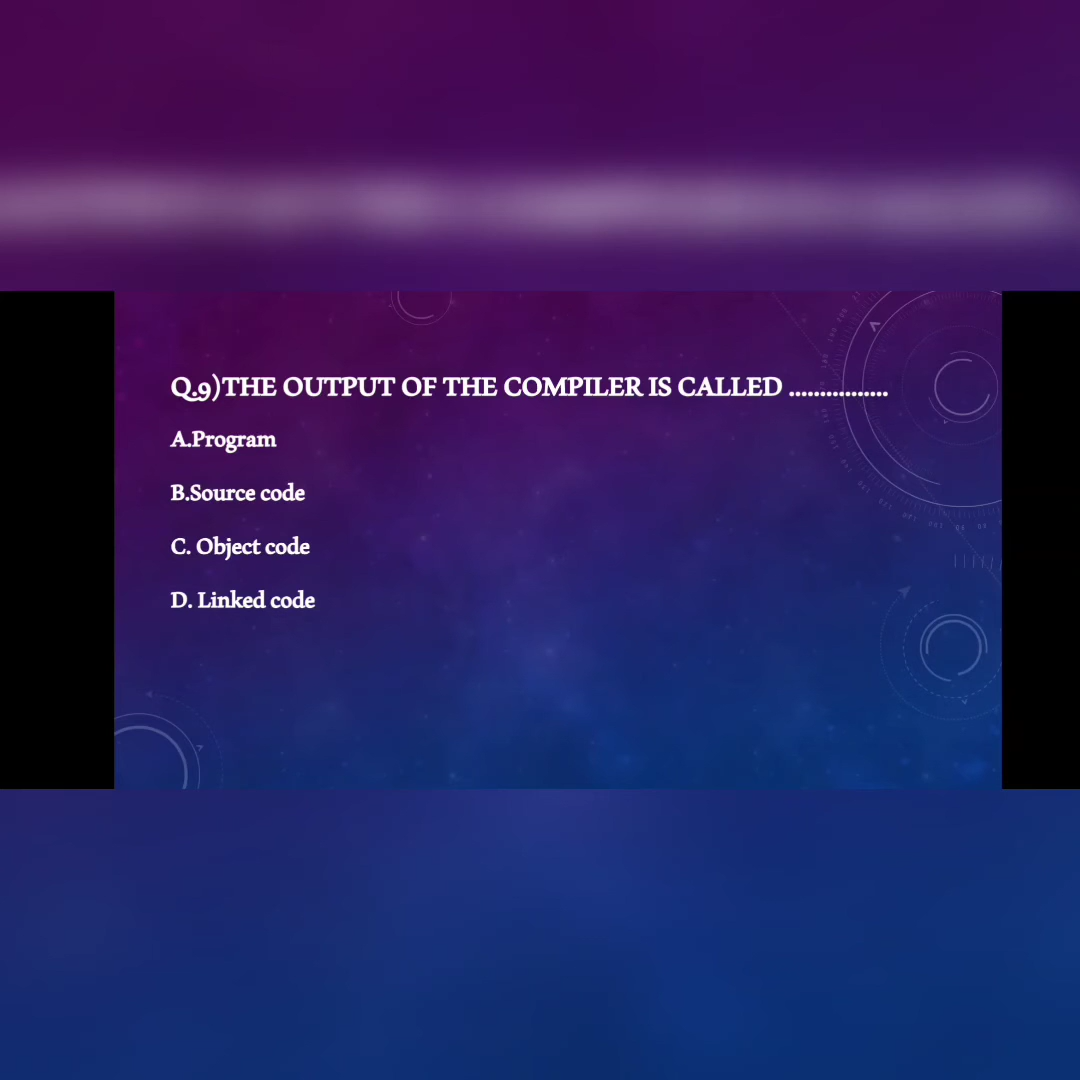 Q.9)THE OUTPUT OF THE COMPILER IS CALLED ................
A.Program
B.Source code
C. Object code
D. Linked code